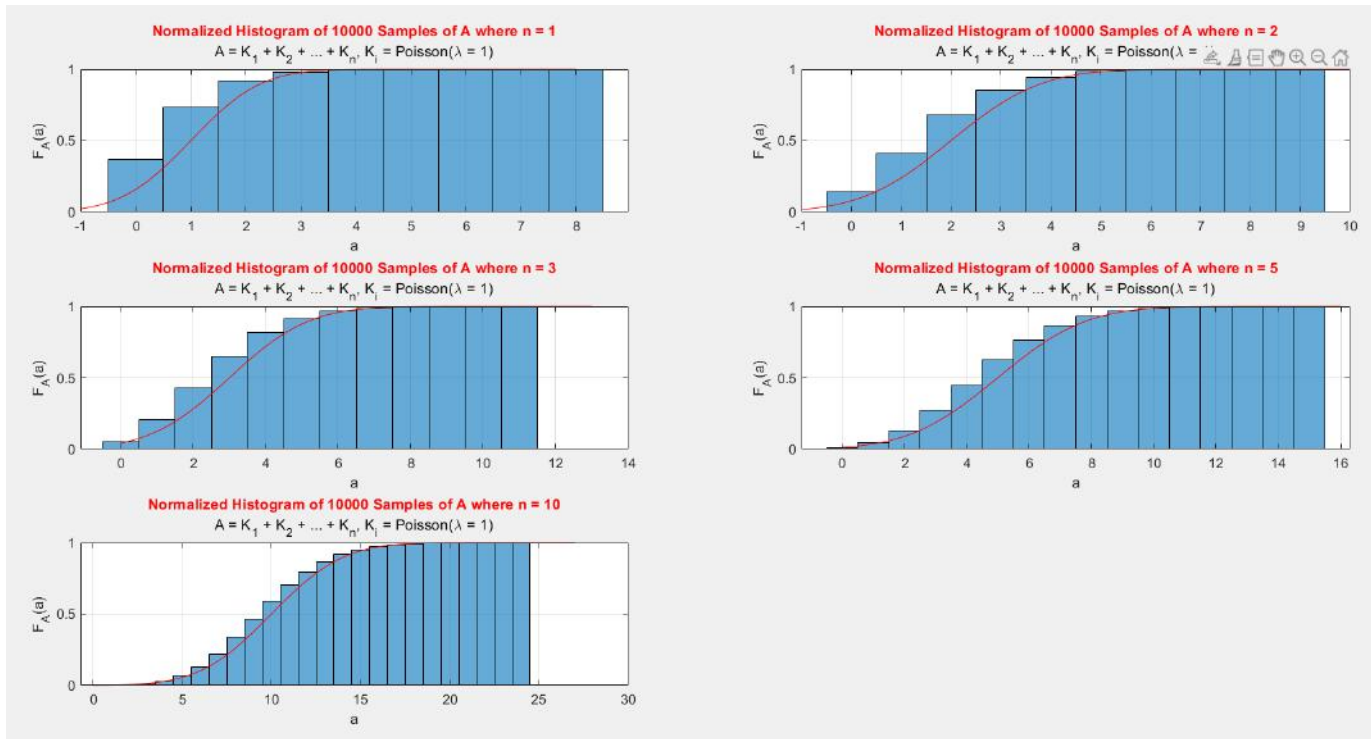 Normalized Histogram of 10000 Samples of A where n = 1
A = K1 + K2 + ... + Kn, Ki = Poisson(λ = 1)
1
0.5
0
FA(a)
-1 0 1 2 3 4 5 6 7 8
a
Normalized Histogram of 10000 Samples of A where n = 2
A = K1 + K2 + ... + Kn, Ki = Poisson(λ =
1
0.5
0
FA(a)
-1 0 1 2 3 4 5 6 7 8 9 10
a
Normalized Histogram of 10000 Samples of A where n = 3
A = K1 + K2 + ... + Kn, Ki = Poisson(λ = 1)
1
0.5
0
FA(a)
0 2 4 6 8 10 12 14
a
Normalized Histogram of 10000 Samples of A where n = 5
A = K1 + K2 + ... + Kn, Ki = Poisson(λ = 1)
1
0.5
0
FA(a)
0 2 4 6 8 10 12 14 16
a
Normalized Histogram of 10000 Samples of A where n = 10
A = K1 + K2 + ... + Kn, Ki = Poisson(λ = 1)
1
0.5
0
FA(a)
0 5 10 15 20 25 30
a